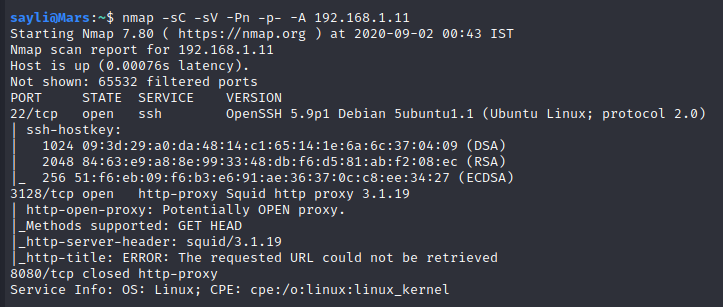 sayli@Mars:~$ nmap -sC -sV -Pn -p- -A 192.168.1.11
Starting Nmap 7.80 ( https://nmap.org ) at 2020-09-02 00:43 IST
Nmap scan report for 192.168.1.11
Host is up (0.00076s latency).
Not shown: 65532 filtered ports
PORT     STATE  SERVICE    VERSION
22/tcp   open   ssh        OpenSSH 5.9p1 Debian 5ubuntu1.1 (Ubuntu Linux; protocol 2.0)
| ssh-hostkey:
|   1024 09:3d:29:a0:da:48:14:c1:65:14:1e:6a:6c:37:04:09 (DSA)
|   2048 84:63:e9:a8:8e:99:33:48:db:f6:d5:81:ab:f2:08:ec (RSA)
|_  256 51:f6:eb:09:f6:b3:e6:91:ae:36:37:0c:c8:ee:34:27 (ECDSA)
3128/tcp open   http-proxy Squid http proxy 3.1.19
| http-open-proxy: Potentially OPEN proxy.
|_Methods supported: GET HEAD
|_http-server-header: squid/3.1.19
|_http-title: ERROR: The requested URL could not be retrieved
8080/tcp closed http-proxy
Service Info: OS: Linux; CPE: cpe:/o:linux:linux_kernel